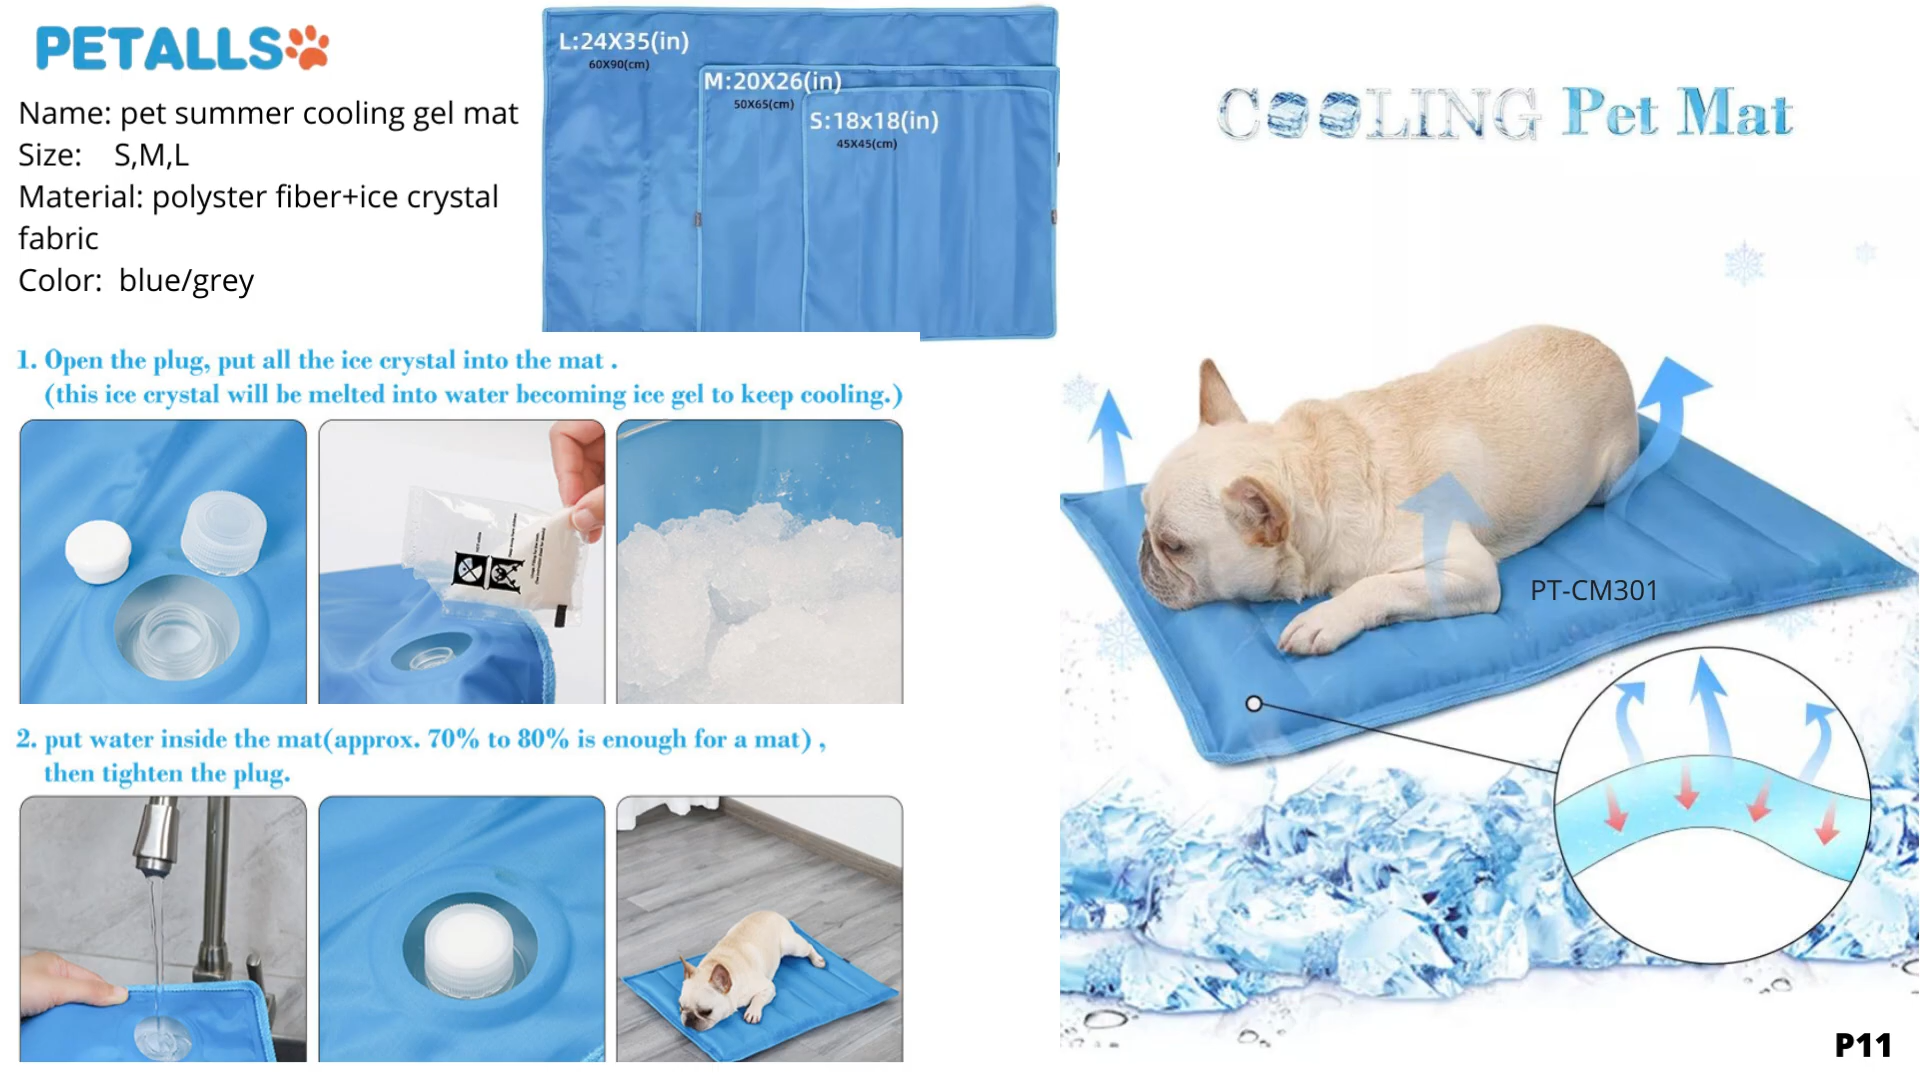 PETALLS
Name: pet summer cooling gel mat
Size: S,M,L
Material: polyster fiber+ice crystal
fabric
Color: blue/grey
L:24X35(in)
60X90(cm)
M:20X26(in)
50X65(cm)
S:18x18(in)
45X45(cm)
COOLING Pet Mat
1. Open the plug, put all the ice crystal into the mat .
(this ice crystal will be melted into water becoming ice gel to keep cooling.)
2. put water inside the mat(approx. 70% to 80% is enough for a mat) ,
then tighten the plug.
PT-CM301
P11